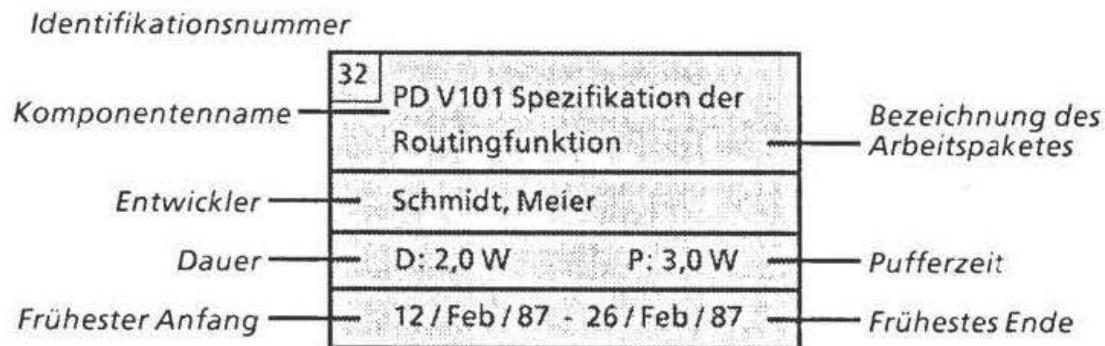 Identifikationsnummer
32
PD V101 Spezifikation der
Komponentenname
Routingfunktion
Bezeichnung des
Arbeitspaketes
Entwickler
Schmidt, Meier
Dauer
D: 2,0 W P: 3,0 W
Pufferzeit
Frühester Anfang
12 / Feb / 87 - 26 / Feb / 87
Frühestes Ende